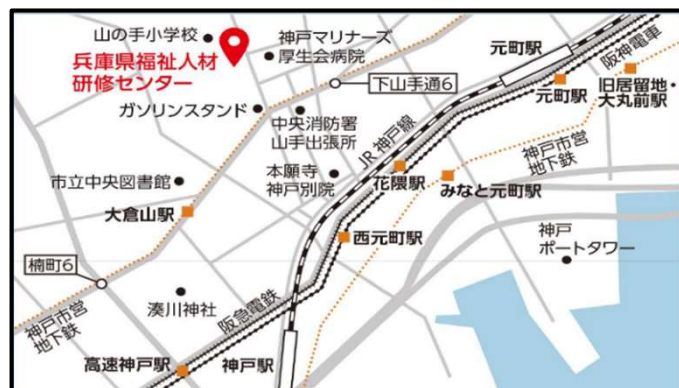 山の手小学校
兵庫県福祉人材
研修センター
神戸マリナーズ
厚生会病院
元町駅
阪神電車
下山手通6
元町駅
旧居留地・
大丸前駅
ガソリンスタンド
中央消防署
山手出張所
JR神戸線
神戸市営
地下鉄
市立中央図書館
本願寺
神戸別院
花隈駅
みなと元町駅
大倉山駅
西元町駅
神戸
ポートタワー
楠町6
湊川神社
阪急電鉄
神戸市営
地下鉄
高速神戸駅
神戸駅